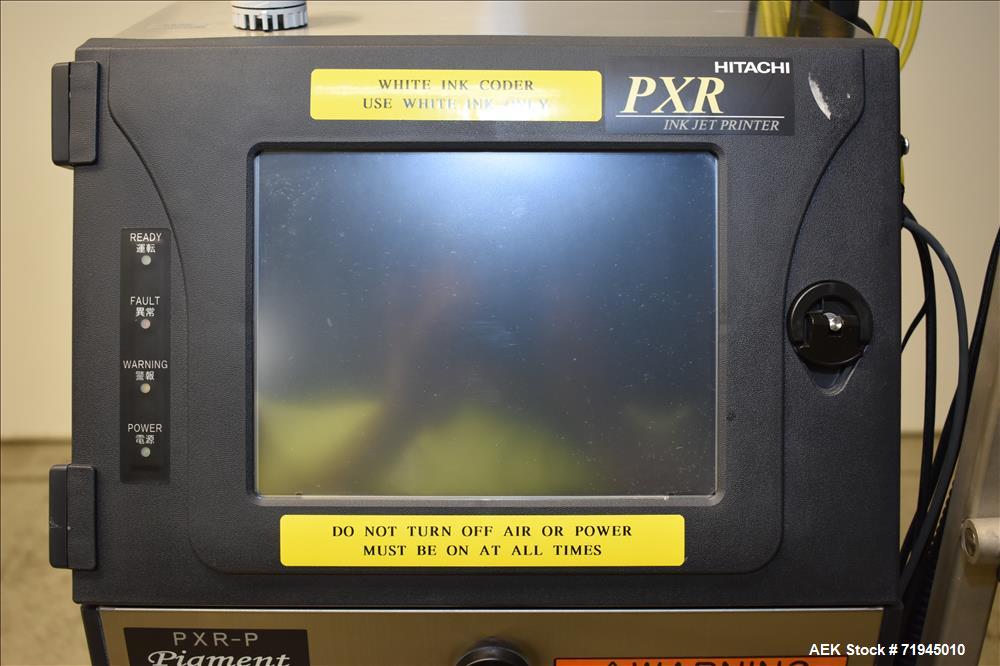 WHITE INK CODER
USE WHITE INK ONLY
HITACHI
PXR
INK JET PRINTER
READY
運転
FAULT
異常
WARNING
警報
POWER
電源
DO NOT TURN OFF AIR OR POWER
MUST BE ON AT ALL TIMES
PXR-P
Pigment
WARNING
AEK Stock #71945010